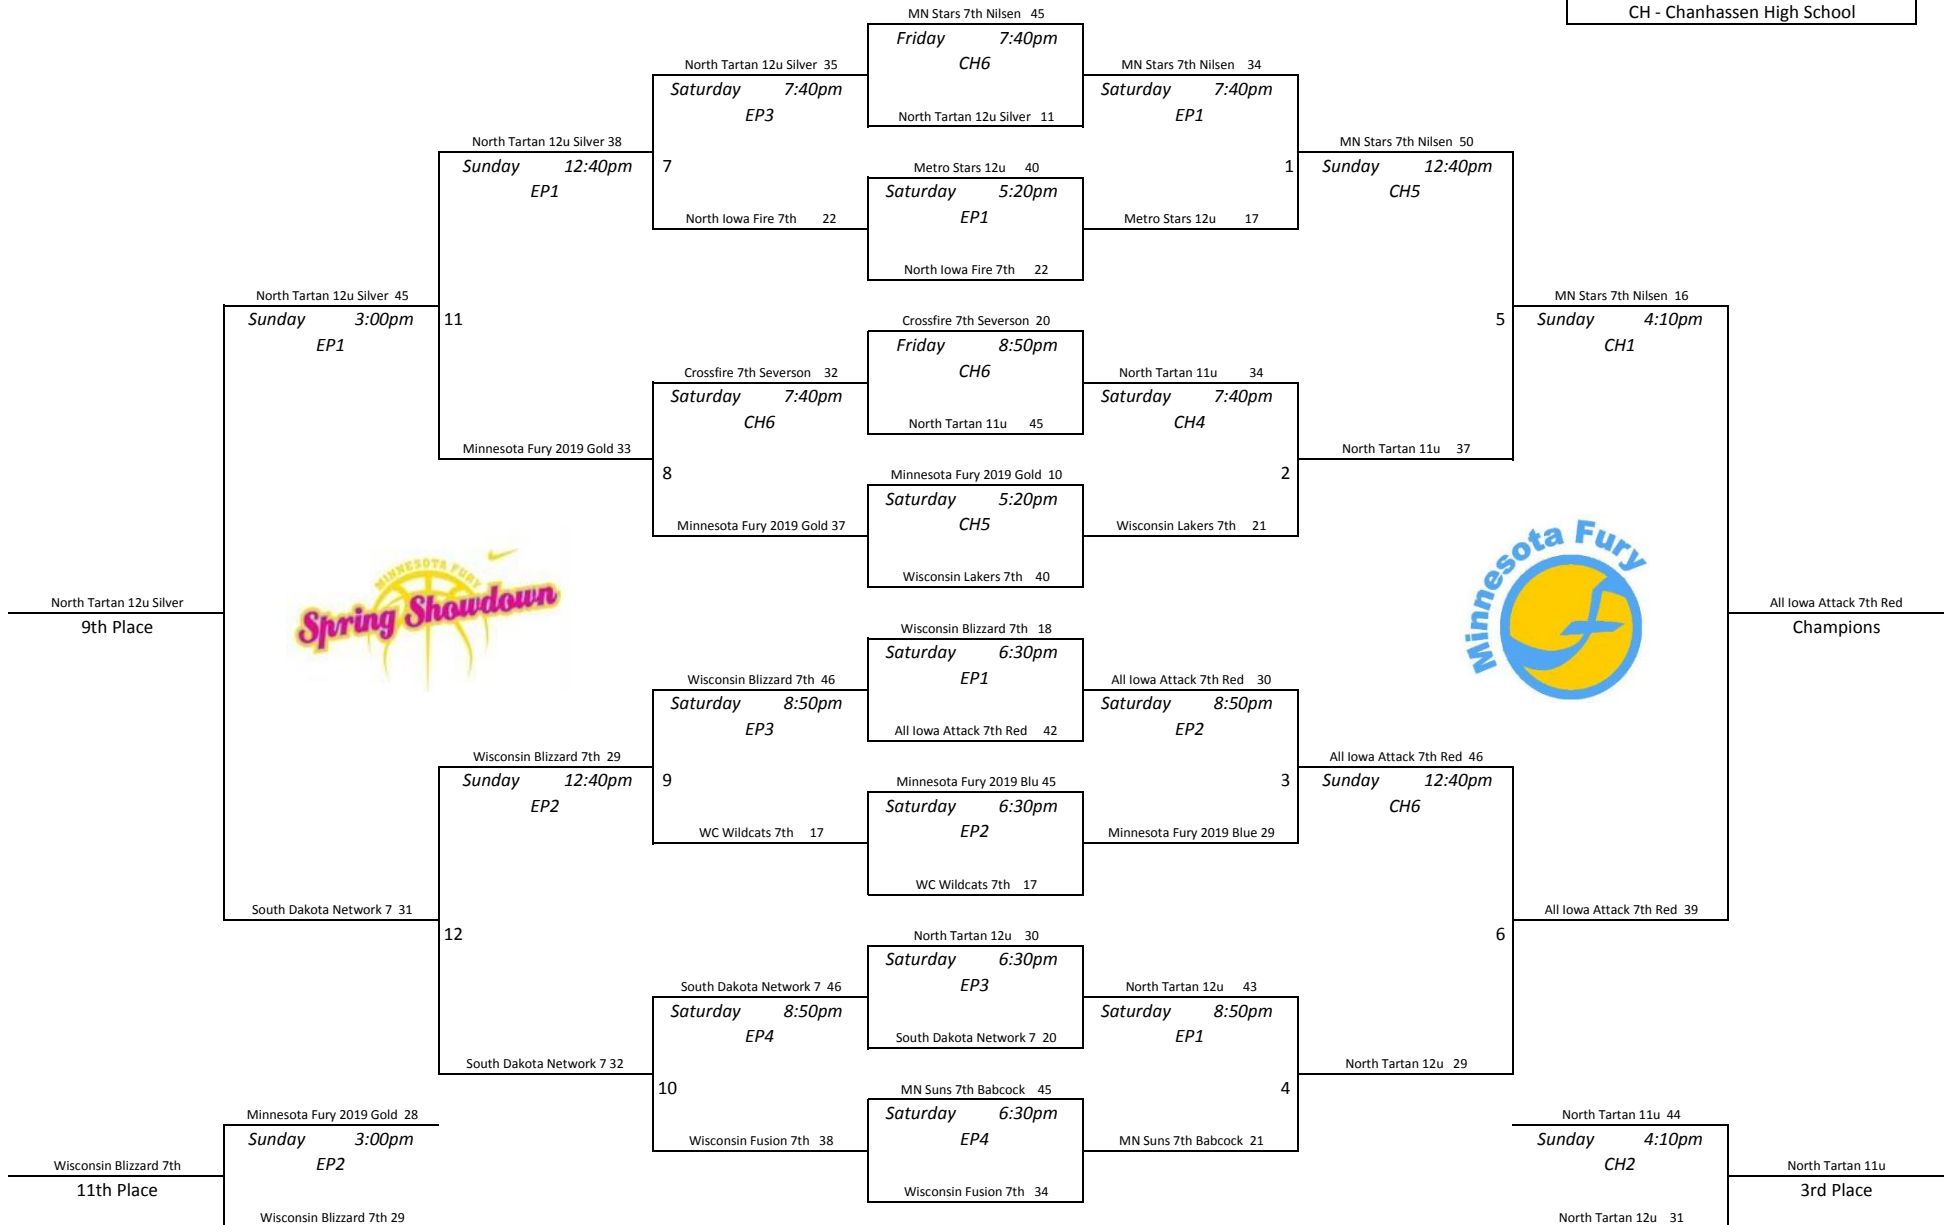 CH - Chanhassen High School
MN Stars 7th Nilsen 45
Friday 7:40pm
CH6
North Tartan 12u Silver 35
MN Stars 7th Nilsen 34
Saturday 7:40pm
EP3
Saturday 7:40pm
EP1
North Tartan 12u Silver 11
North Tartan 12u Silver 38
MN Stars 7th Nilsen 50
Sunday 12:40pm
EP1
7
Metro Stars 12u 40
1
Sunday 12:40pm
CH5
Saturday 5:20pm
EP1
North Iowa Fire 7th 22
Metro Stars 12u 17
North Iowa Fire 7th 22
North Tartan 12u Silver 45
MN Stars 7th Nilsen 16
Sunday 3:00pm
EP1
11
Crossfire 7th Severson 20
5
Sunday 4:10pm
CH1
Friday 8:50pm
CH6
Crossfire 7th Severson 32
North Tartan 11u 34
Saturday 7:40pm
CH6
Saturday 7:40pm
CH4
North Tartan 11u 45
Minnesota Fury 2019 Gold 33
North Tartan 11u 37
8
Minnesota Fury 2019 Gold 10
2
Saturday 5:20pm
CH5
Minnesota Fury 2019 Gold 37
Wisconsin Lakers 7th 21
Wisconsin Lakers 7th 40
MINNESOTA FURY
Spring Showdown
Minnesota Fury
North Tartan 12u Silver
9th Place
All Iowa Attack 7th Red
Champions
Wisconsin Blizzard 7th 18
Saturday 6:30pm
EP1
Wisconsin Blizzard 7th 46
All Iowa Attack 7th Red 30
Saturday 8:50pm
EP3
Saturday 8:50pm
EP2
All Iowa Attack 7th Red 42
Wisconsin Blizzard 7th 29
All Iowa Attack 7th Red 46
Sunday 12:40pm
EP2
9
Minnesota Fury 2019 Blu 45
3
Sunday 12:40pm
CH6
Saturday 6:30pm
EP2
WC Wildcats 7th 17
Minnesota Fury 2019 Blue 29
WC Wildcats 7th 17
South Dakota Network 7 31
All Iowa Attack 7th Red 39
12
North Tartan 12u 30
6
Saturday 6:30pm
EP3
South Dakota Network 7 46
North Tartan 12u 43
Saturday 8:50pm
EP4
Saturday 8:50pm
EP1
South Dakota Network 7 20
South Dakota Network 7 32
North Tartan 12u 29
10
MN Suns 7th Babcock 45
4
Minnesota Fury 2019 Gold 28
Saturday 6:30pm
EP4
North Tartan 11u 44
Sunday 3:00pm
EP2
Wisconsin Fusion 7th 38
MN Suns 7th Babcock 21
Sunday 4:10pm
CH2
Wisconsin Blizzard 7th
11th Place
North Tartan 11u
3rd Place
Wisconsin Fusion 7th 34
Wisconsin Blizzard 7th 29
North Tartan 12u 31